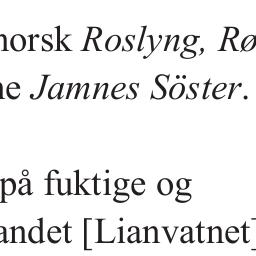 norsk Roslyng, Rø
ne Jamnes Söster.
på fuktige og
andet [Lianvatnet]